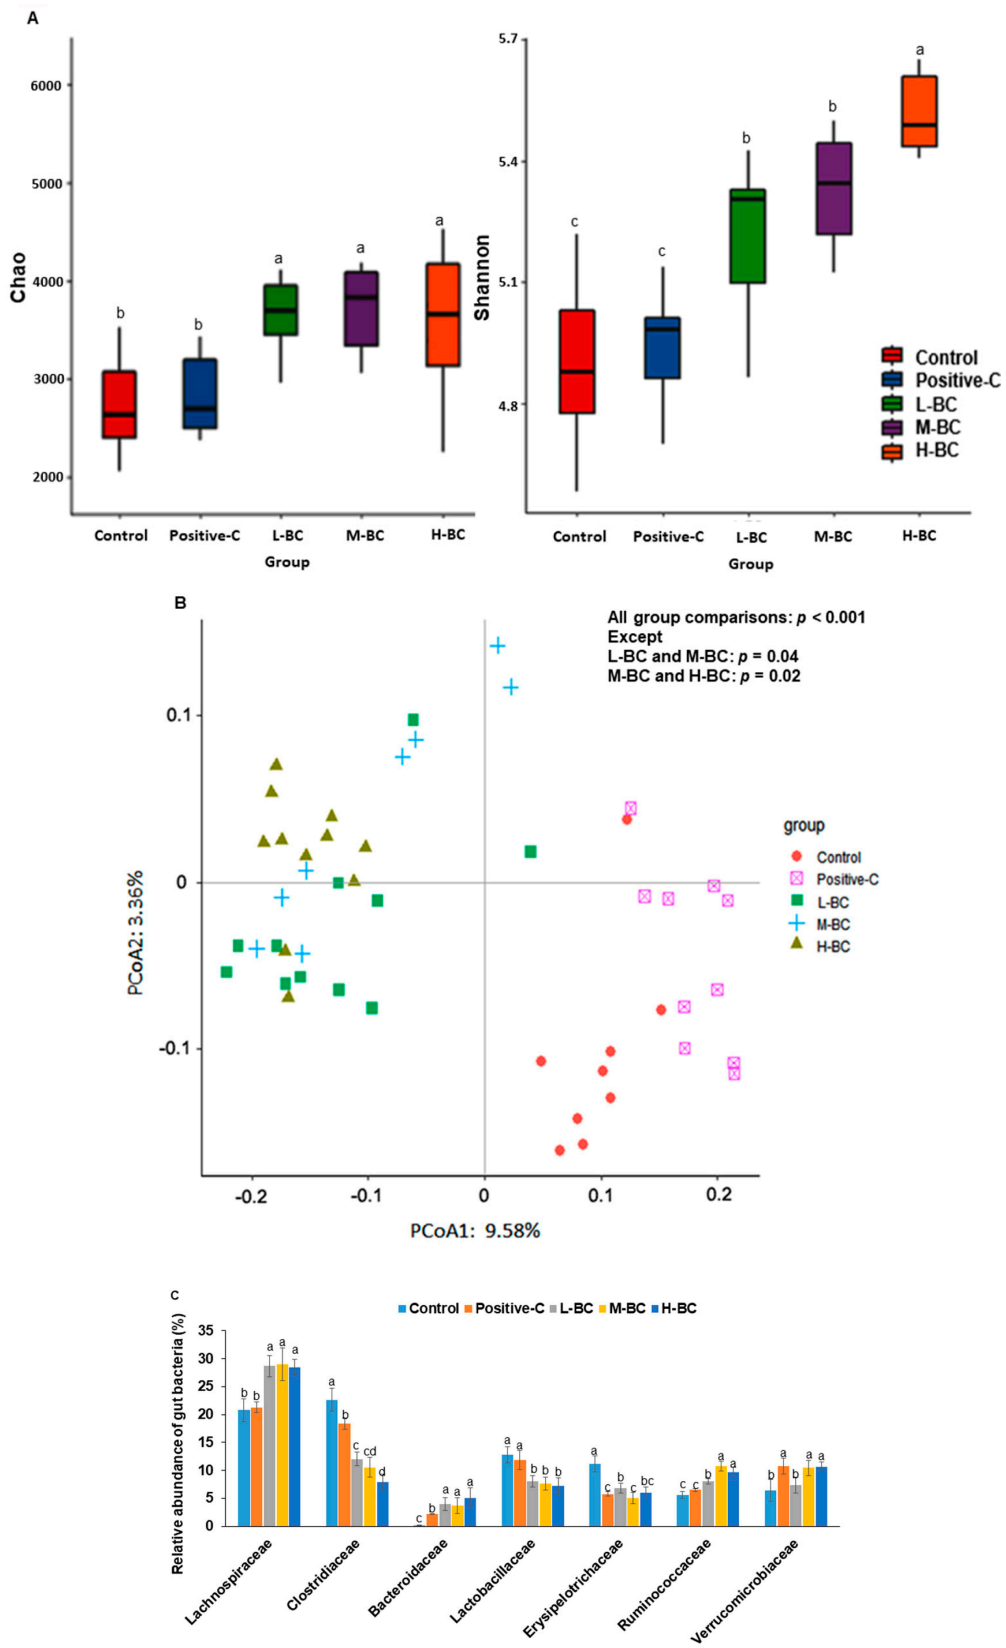 A
Chao
6000
5000
4000
3000
2000
b
b
a
a
a
Control
Positive-C
L-BC
M-BC
H-BC
Group
Shannon
5.7
5.4
5.1
4.8
c
c
b
b
a
Control
Positive-C
L-BC
M-BC
H-BC
Control
Positive-C
L-BC
M-BC
H-BC
Group
B
All group comparisons: p < 0.001
Except
L-BC and M-BC: p = 0.04
M-BC and H-BC: p = 0.02
PCoA2: 3.36%
0.1
0
-0.1
-0.2
-0.1
0
0.1
0.2
PCoA1: 9.58%
group
Control
Positive-C
L-BC
M-BC
H-BC
C
Control Positive-C L-BC M-BC H-BC
Relative abundance of gut bacteria (%)
35
30
25
20
15
10
5
0
b b a a a
a b c cd d
c b a a a
a a b b b
a c b c bc
c c b a a
b a b a a
Lachnospiraceae
Clostridiaceae
Bacteroidaceae
Lactobacillaceae
Erysipelotrichaceae
Ruminococcaceae
Verrucomicrobiaceae